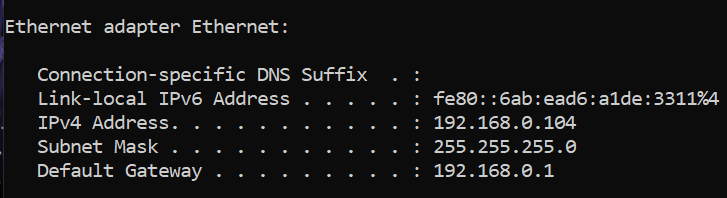 Ethernet adapter Ethernet:
Connection-specific DNS Suffix  . :
Link-local IPv6 Address . . . . . : fe80::6ab:ead6:a1de:3311%4
IPv4 Address. . . . . . . . . . . : 192.168.0.104
Subnet Mask . . . . . . . . . . . : 255.255.255.0
Default Gateway . . . . . . . . . : 192.168.0.1